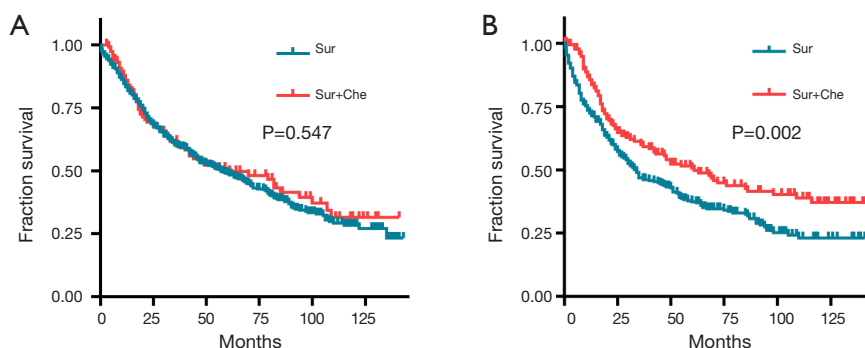 A
Fraction survival
1.00
0.75
0.50
0.25
0.00
Sur
Sur+Che
P=0.547
0 25 50 75 100 125
Months
B
Fraction survival
1.00
0.75
0.50
0.25
0.00
Sur
Sur+Che
P=0.002
0 25 50 75 100 125
Months